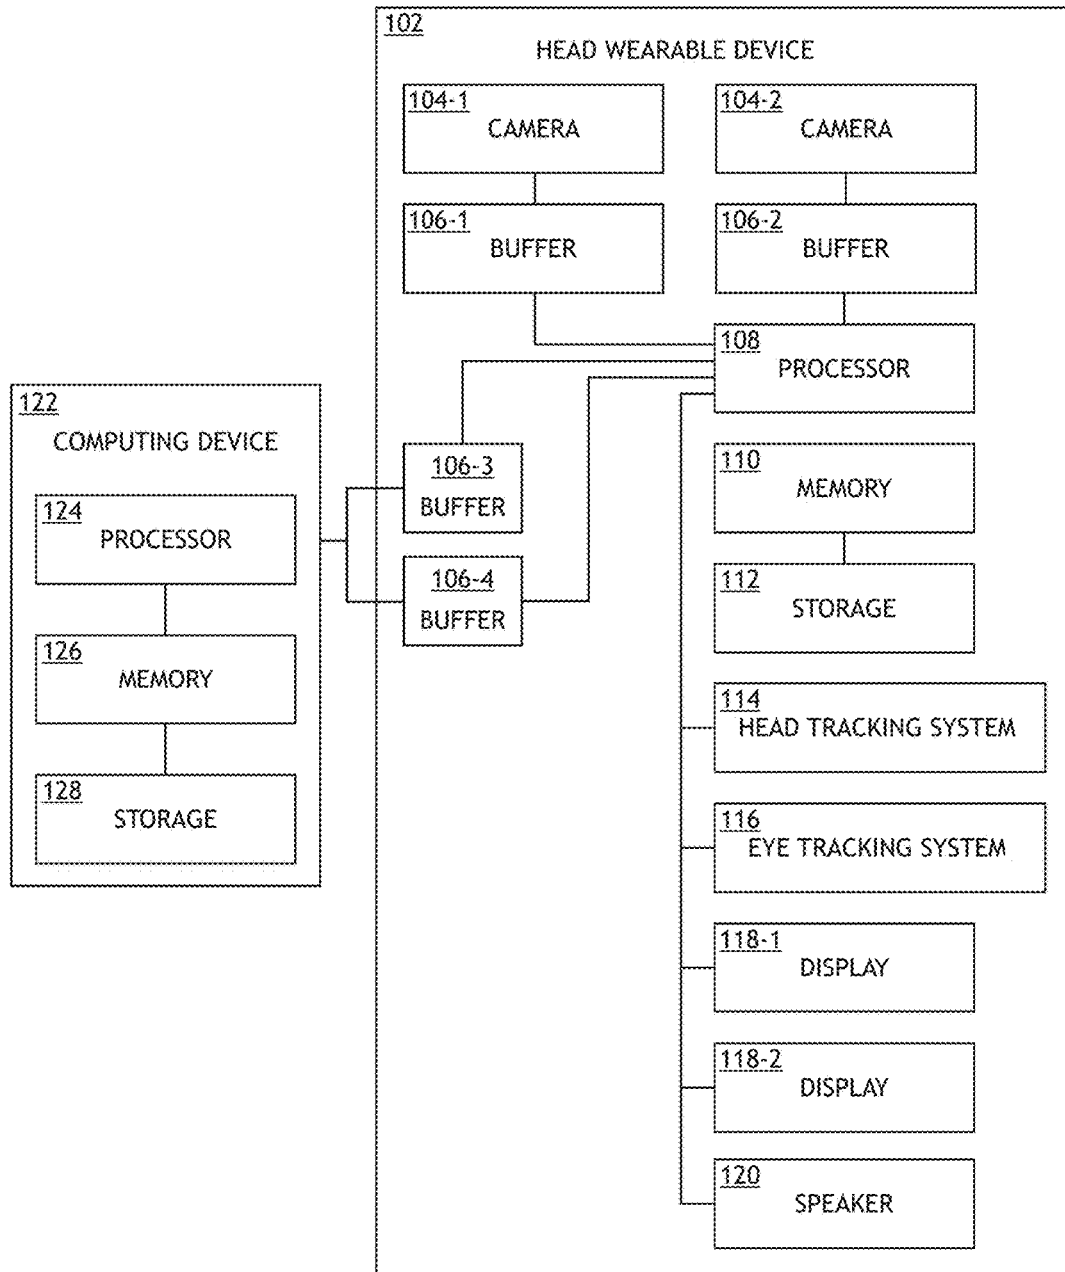 102
HEAD WEARABLE DEVICE
104-1
CAMERA
104-2
CAMERA
106-1
BUFFER
106-2
BUFFER
108
PROCESSOR
122
COMPUTING DEVICE
124
PROCESSOR
126
MEMORY
128
STORAGE
106-3
BUFFER
106-4
BUFFER
110
MEMORY
112
STORAGE
114
HEAD TRACKING SYSTEM
116
EYE TRACKING SYSTEM
118-1
DISPLAY
118-2
DISPLAY
120
SPEAKER